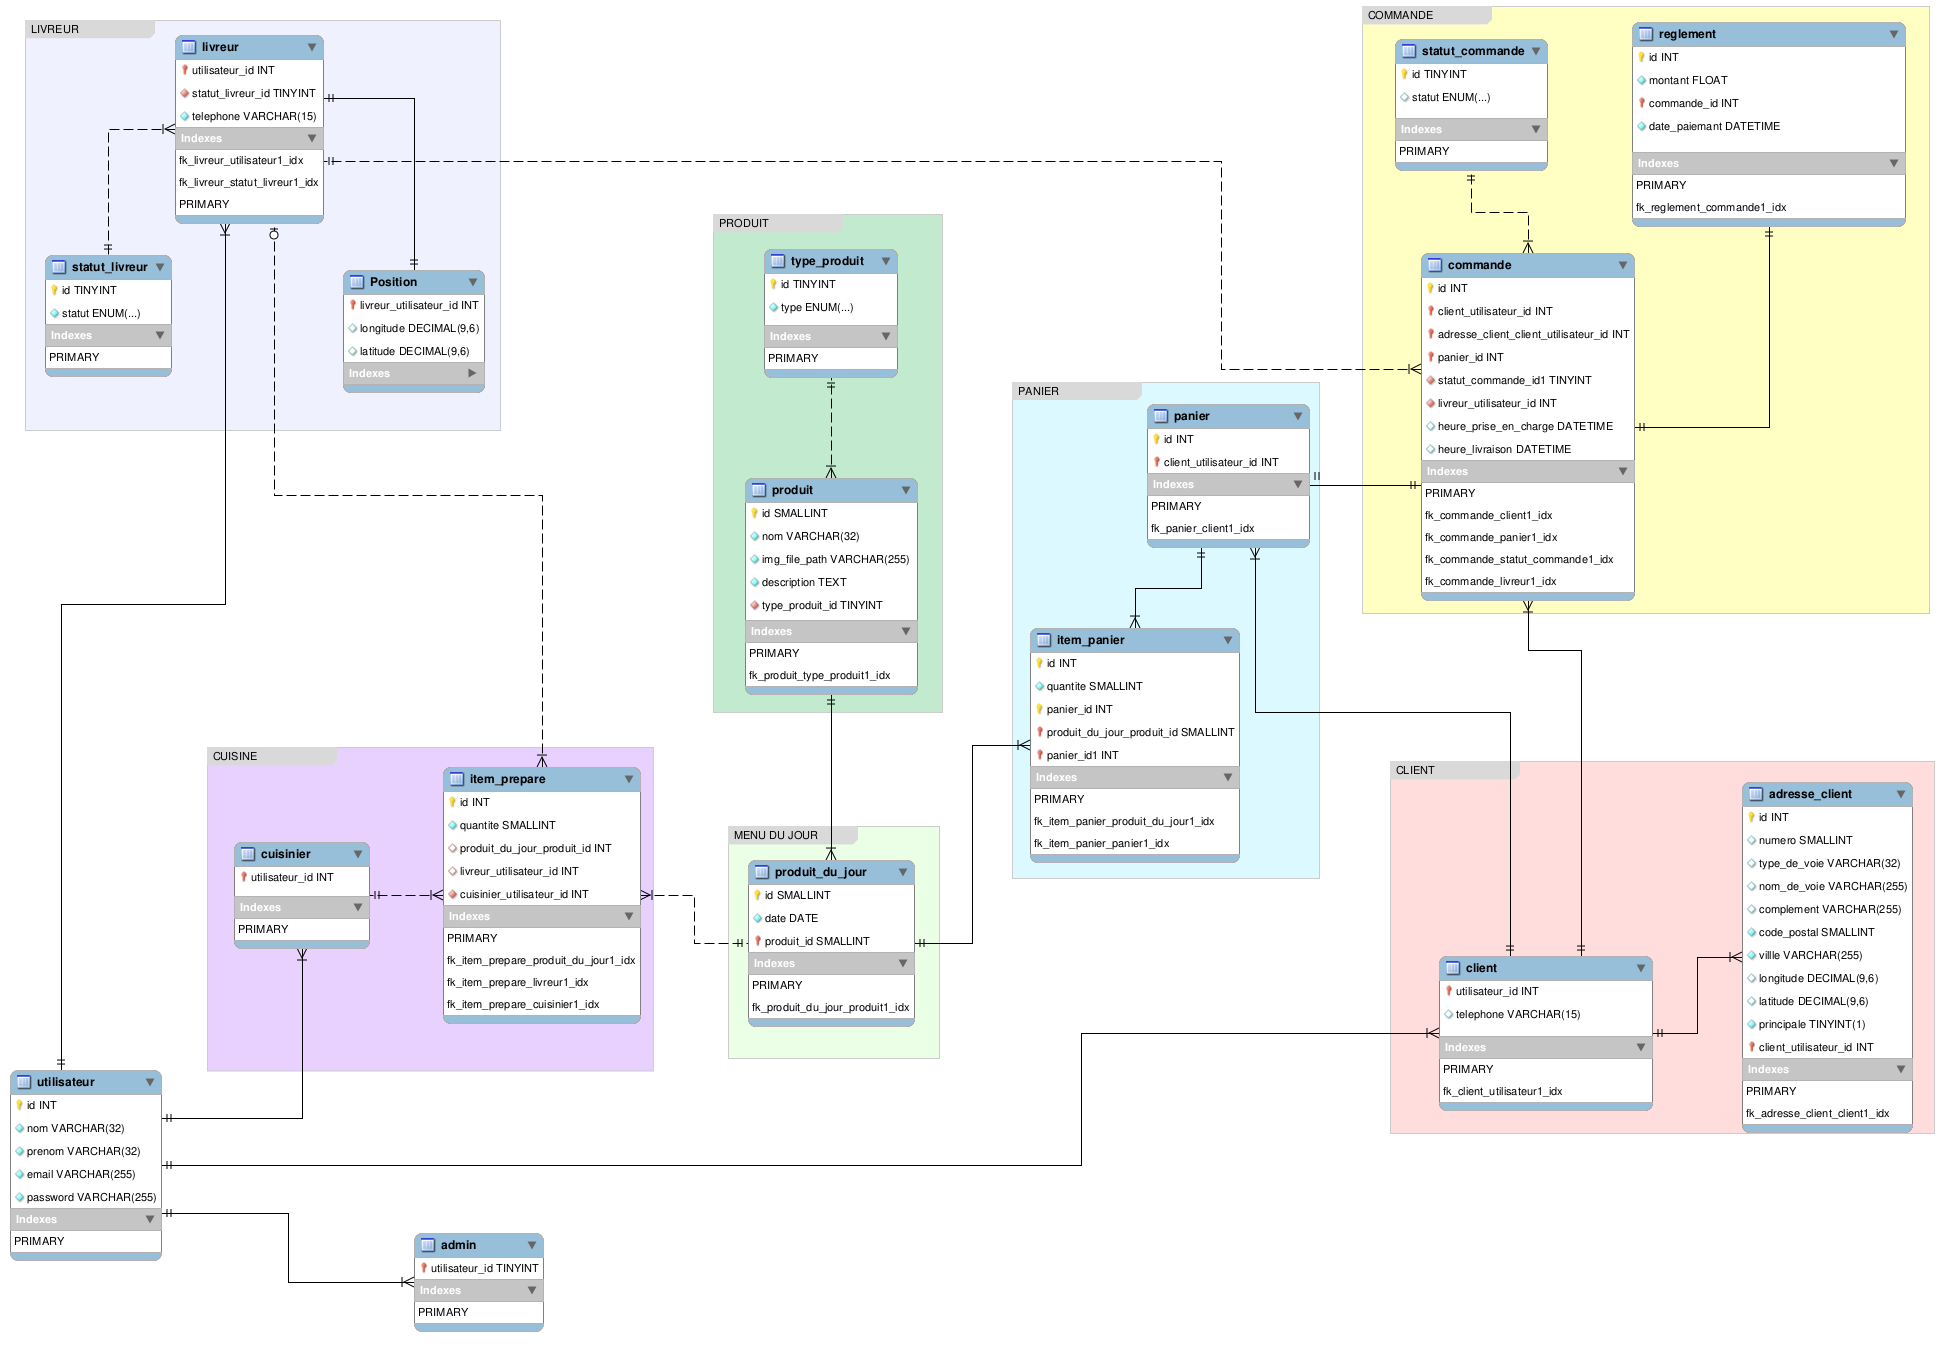 LIVREUR
livreur
utilisateur_id INT
statut_livreur_id TINYINT
telephone VARCHAR(15)
Indexes
fk_livreur_utilisateur1_idx
fk_livreur_statut_livreur1_idx
PRIMARY
statut_livreur
id TINYINT
statut ENUM(...)
Indexes
PRIMARY
Position
livreur_utilisateur_id INT
longitude DECIMAL(9,6)
latitude DECIMAL(9,6)
Indexes
PRODUIT
type_produit
id TINYINT
type ENUM(...)
Indexes
PRIMARY
produit
id SMALLINT
nom VARCHAR(32)
img_file_path VARCHAR(255)
description TEXT
type_produit_id TINYINT
Indexes
PRIMARY
fk_produit_type_produit1_idx
COMMANDE
statut_commande
id TINYINT
statut ENUM(...)
Indexes
PRIMARY
reglement
id INT
montant FLOAT
commande_id INT
date_paiemant DATETIME
Indexes
PRIMARY
fk_reglement_commande1_idx
commande
id INT
client_utilisateur_id INT
adresse_client_client_utilisateur_id INT
panier_id INT
statut_commande_id1 TINYINT
livreur_utilisateur_id INT
heure_prise_en_charge DATETIME
heure_livraison DATETIME
Indexes
PRIMARY
fk_commande_client1_idx
fk_commande_panier1_idx
fk_commande_statut_commande1_idx
fk_commande_livreur1_idx
PANIER
panier
id INT
client_utilisateur_id INT
Indexes
PRIMARY
fk_panier_client1_idx
item_panier
id INT
quantite SMALLINT
panier_id INT
produit_du_jour_produit_id SMALLINT
panier_id1 INT
Indexes
PRIMARY
fk_item_panier_produit_du_jour1_idx
fk_item_panier_panier1_idx
CUISINE
cuisinier
utilisateur_id INT
Indexes
PRIMARY
item_prepare
id INT
quantite SMALLINT
produit_du_jour_produit_id INT
livreur_utilisateur_id INT
cuisinier_utilisateur_id INT
Indexes
PRIMARY
fk_item_prepare_produit_du_jour1_idx
fk_item_prepare_livreur1_idx
fk_item_prepare_cuisinier1_idx
MENU DU JOUR
produit_du_jour
id SMALLINT
date DATE
produit_id SMALLINT
Indexes
PRIMARY
fk_produit_du_jour_produit1_idx
CLIENT
client
utilisateur_id INT
telephone VARCHAR(15)
Indexes
PRIMARY
fk_client_utilisateur1_idx
adresse_client
id INT
numero SMALLINT
type_de_voie VARCHAR(32)
nom_de_voie VARCHAR(255)
complement VARCHAR(255)
code_postal SMALLINT
villle VARCHAR(255)
longitude DECIMAL(9,6)
latitude DECIMAL(9,6)
principale TINYINT(1)
client_utilisateur_id INT
Indexes
PRIMARY
fk_adresse_client_client1_idx
utilisateur
id INT
nom VARCHAR(32)
prenom VARCHAR(32)
email VARCHAR(255)
password VARCHAR(255)
Indexes
PRIMARY
admin
utilisateur_id TINYINT
Indexes
PRIMARY